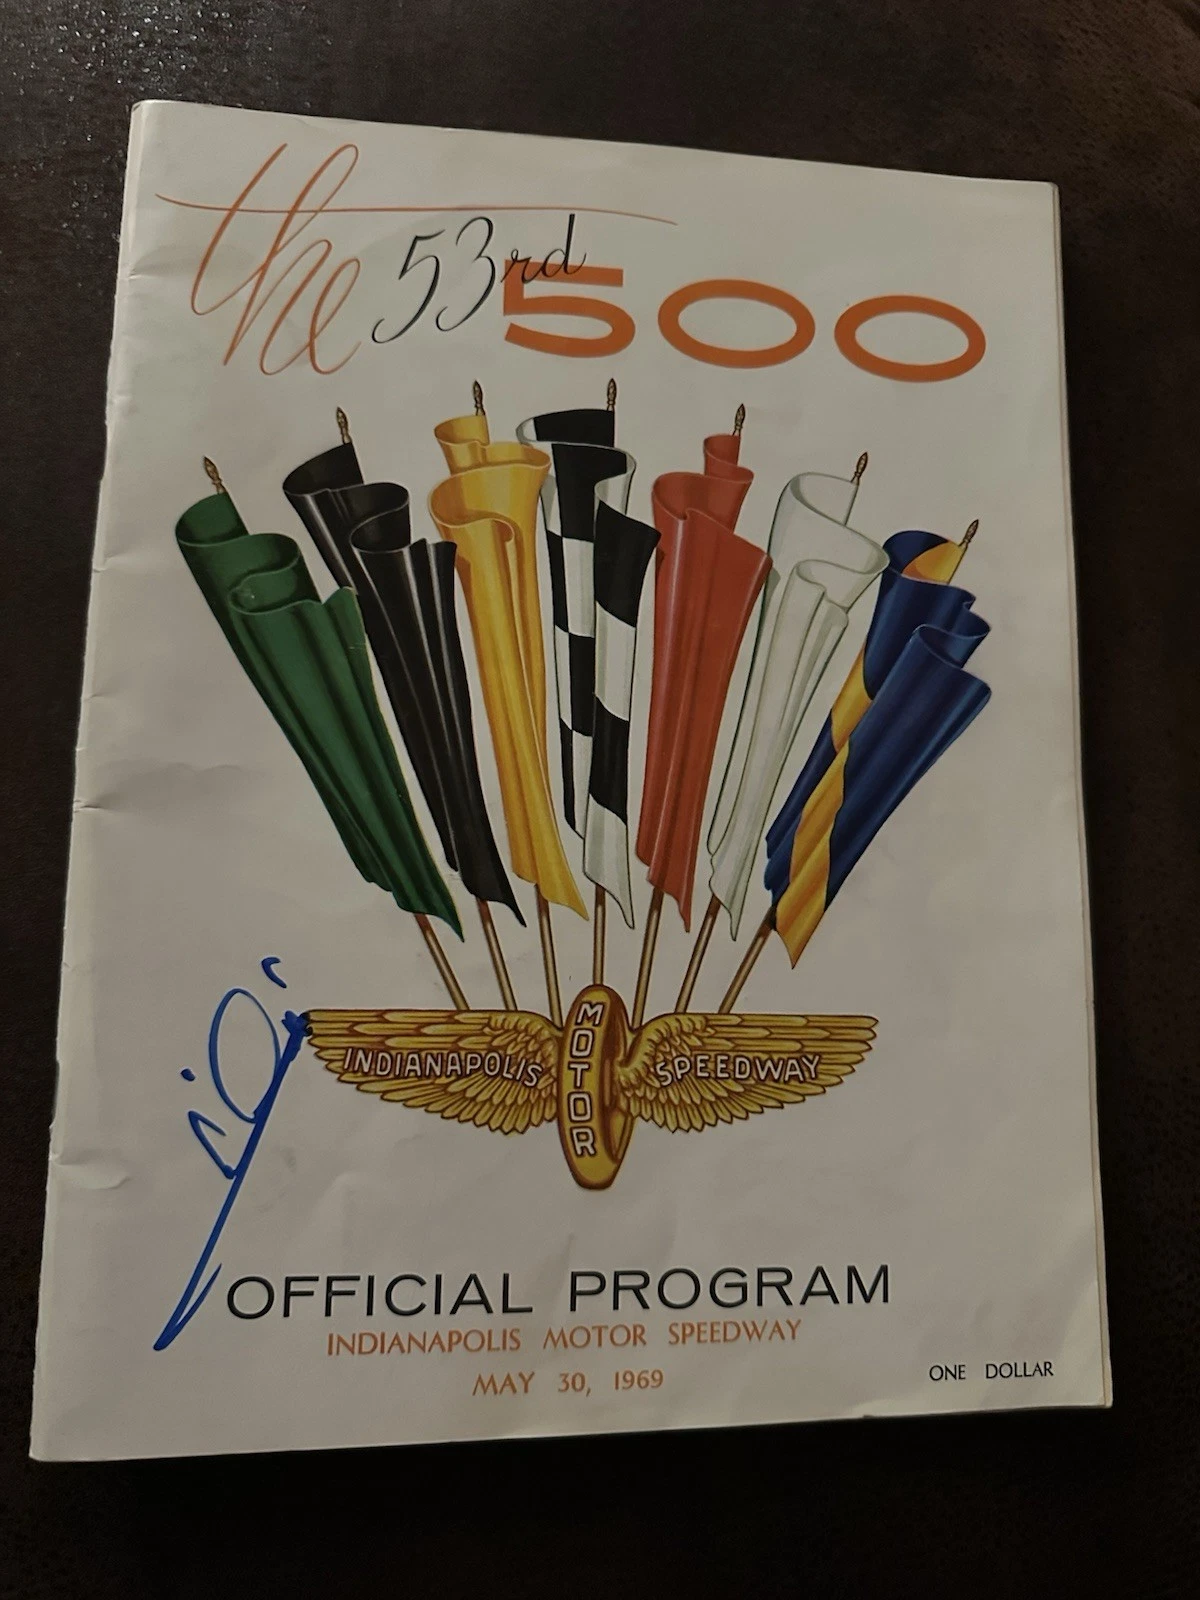 the 53rd 500
INDIANAPOLIS MOTOR SPEEDWAY
OFFICIAL PROGRAM
INDIANAPOLIS MOTOR SPEEDWAY
MAY 30, 1969
ONE DOLLAR